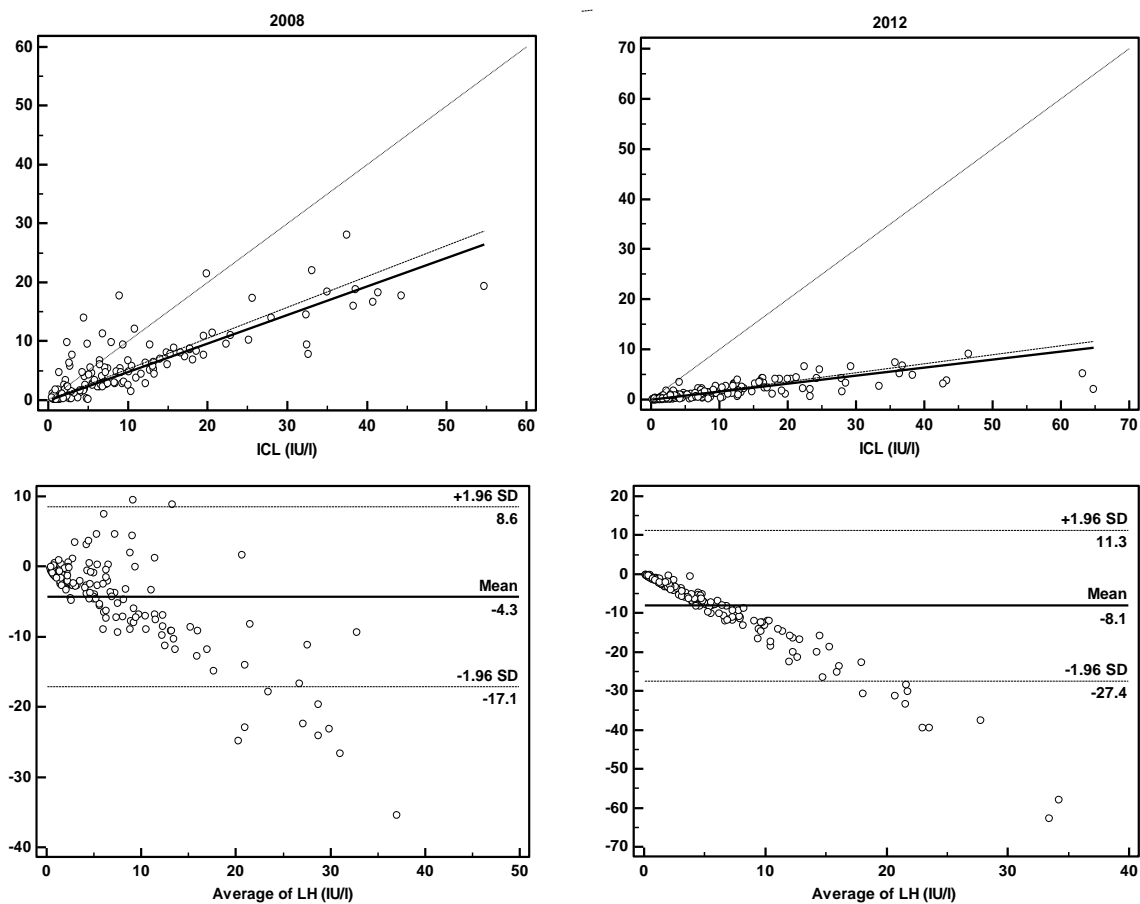 2008
60
50
40
30
20
10
0
0 10 20 30 40 50 60
ICL (IU/I)
2012
70
60
50
40
30
20
10
0
0 10 20 30 40 50 60 70
ICL (IU/I)
10
0
-10
-20
-30
-40
+1.96 SD
8.6
Mean
-4.3
-1.96 SD
-17.1
0 10 20 30 40 50
Average of LH (IU/I)
20
10
0
-10
-20
-30
-40
-50
-60
-70
+1.96 SD
11.3
Mean
-8.1
-1.96 SD
-27.4
0 10 20 30 40
Average of LH (IU/I)